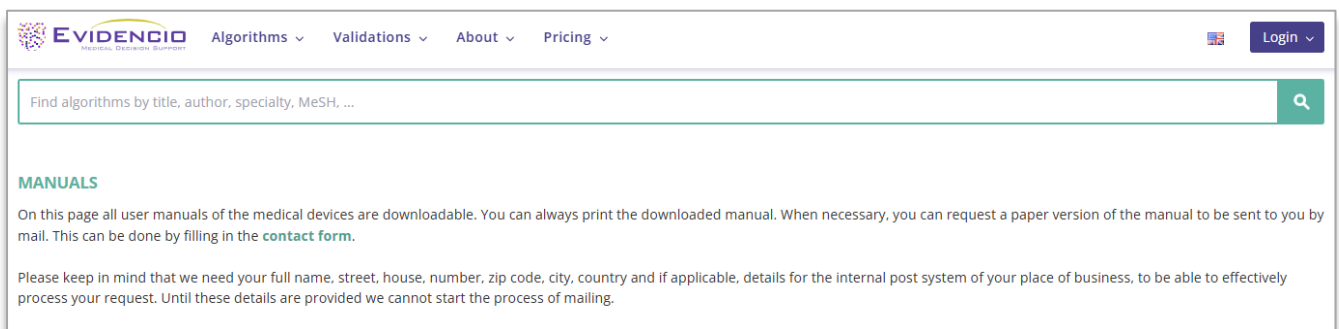 EVIDENCIO
MEDICAL DECISION SUPPORT
Algorithms Validations About Pricing Login
Find algorithms by title, author, specialty, MeSH, ...
MANUALS
On this page all user manuals of the medical devices are downloadable. You can always print the downloaded manual. When necessary, you can request a paper version of the manual to be sent to you by
mail. This can be done by filling in the contact form.
Please keep in mind that we need your full name, street, house, number, zip code, city, country and if applicable, details for the internal post system of your place of business, to be able to effectively
process your request. Until these details are provided we cannot start the process of mailing.